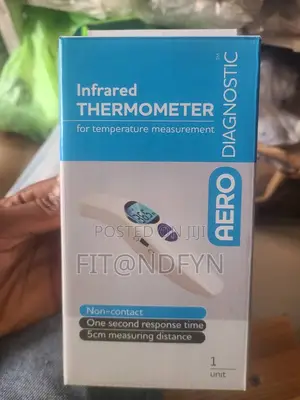 Infrared
THERMOMETER
for temperature measurement
AERO
DIAGNOSTIC
TM
POSTED ON JIJI
FIT@NDFYN
Non-contact
One second response time
5cm measuring distance
1
unit